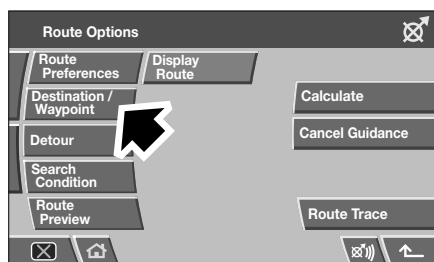 Route Options
Route
Preferences
Display
Route
Destination /
Waypoint
Calculate
Detour
Cancel Guidance
Search
Condition
Route
Preview
Route Trace